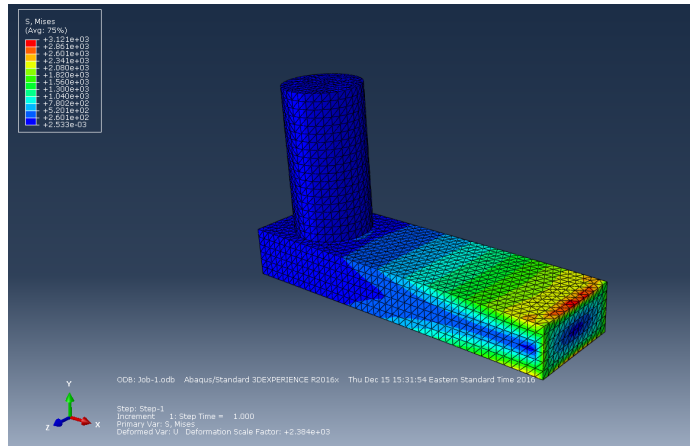 S, Mises
(Avg: 75%)
+3.121e+03
+2.861e+03
+2.601e+03
+2.341e+03
+2.080e+03
+1.820e+03
+1.560e+03
+1.300e+03
+1.040e+03
+7.802e+02
+5.201e+02
+2.601e+02
+2.533e-03
ODB: Job-1.odb Abaqus/Standard 3DEXPERIENCE R2016x Thu Dec 15 15:31:54 Eastern Standard Time 2016
Y
Z
X
Step: Step-1
Increment 1: Step Time = 1.000
Primary Var: S, Mises
Deformed Var: U Deformation Scale Factor: +2.384e+03